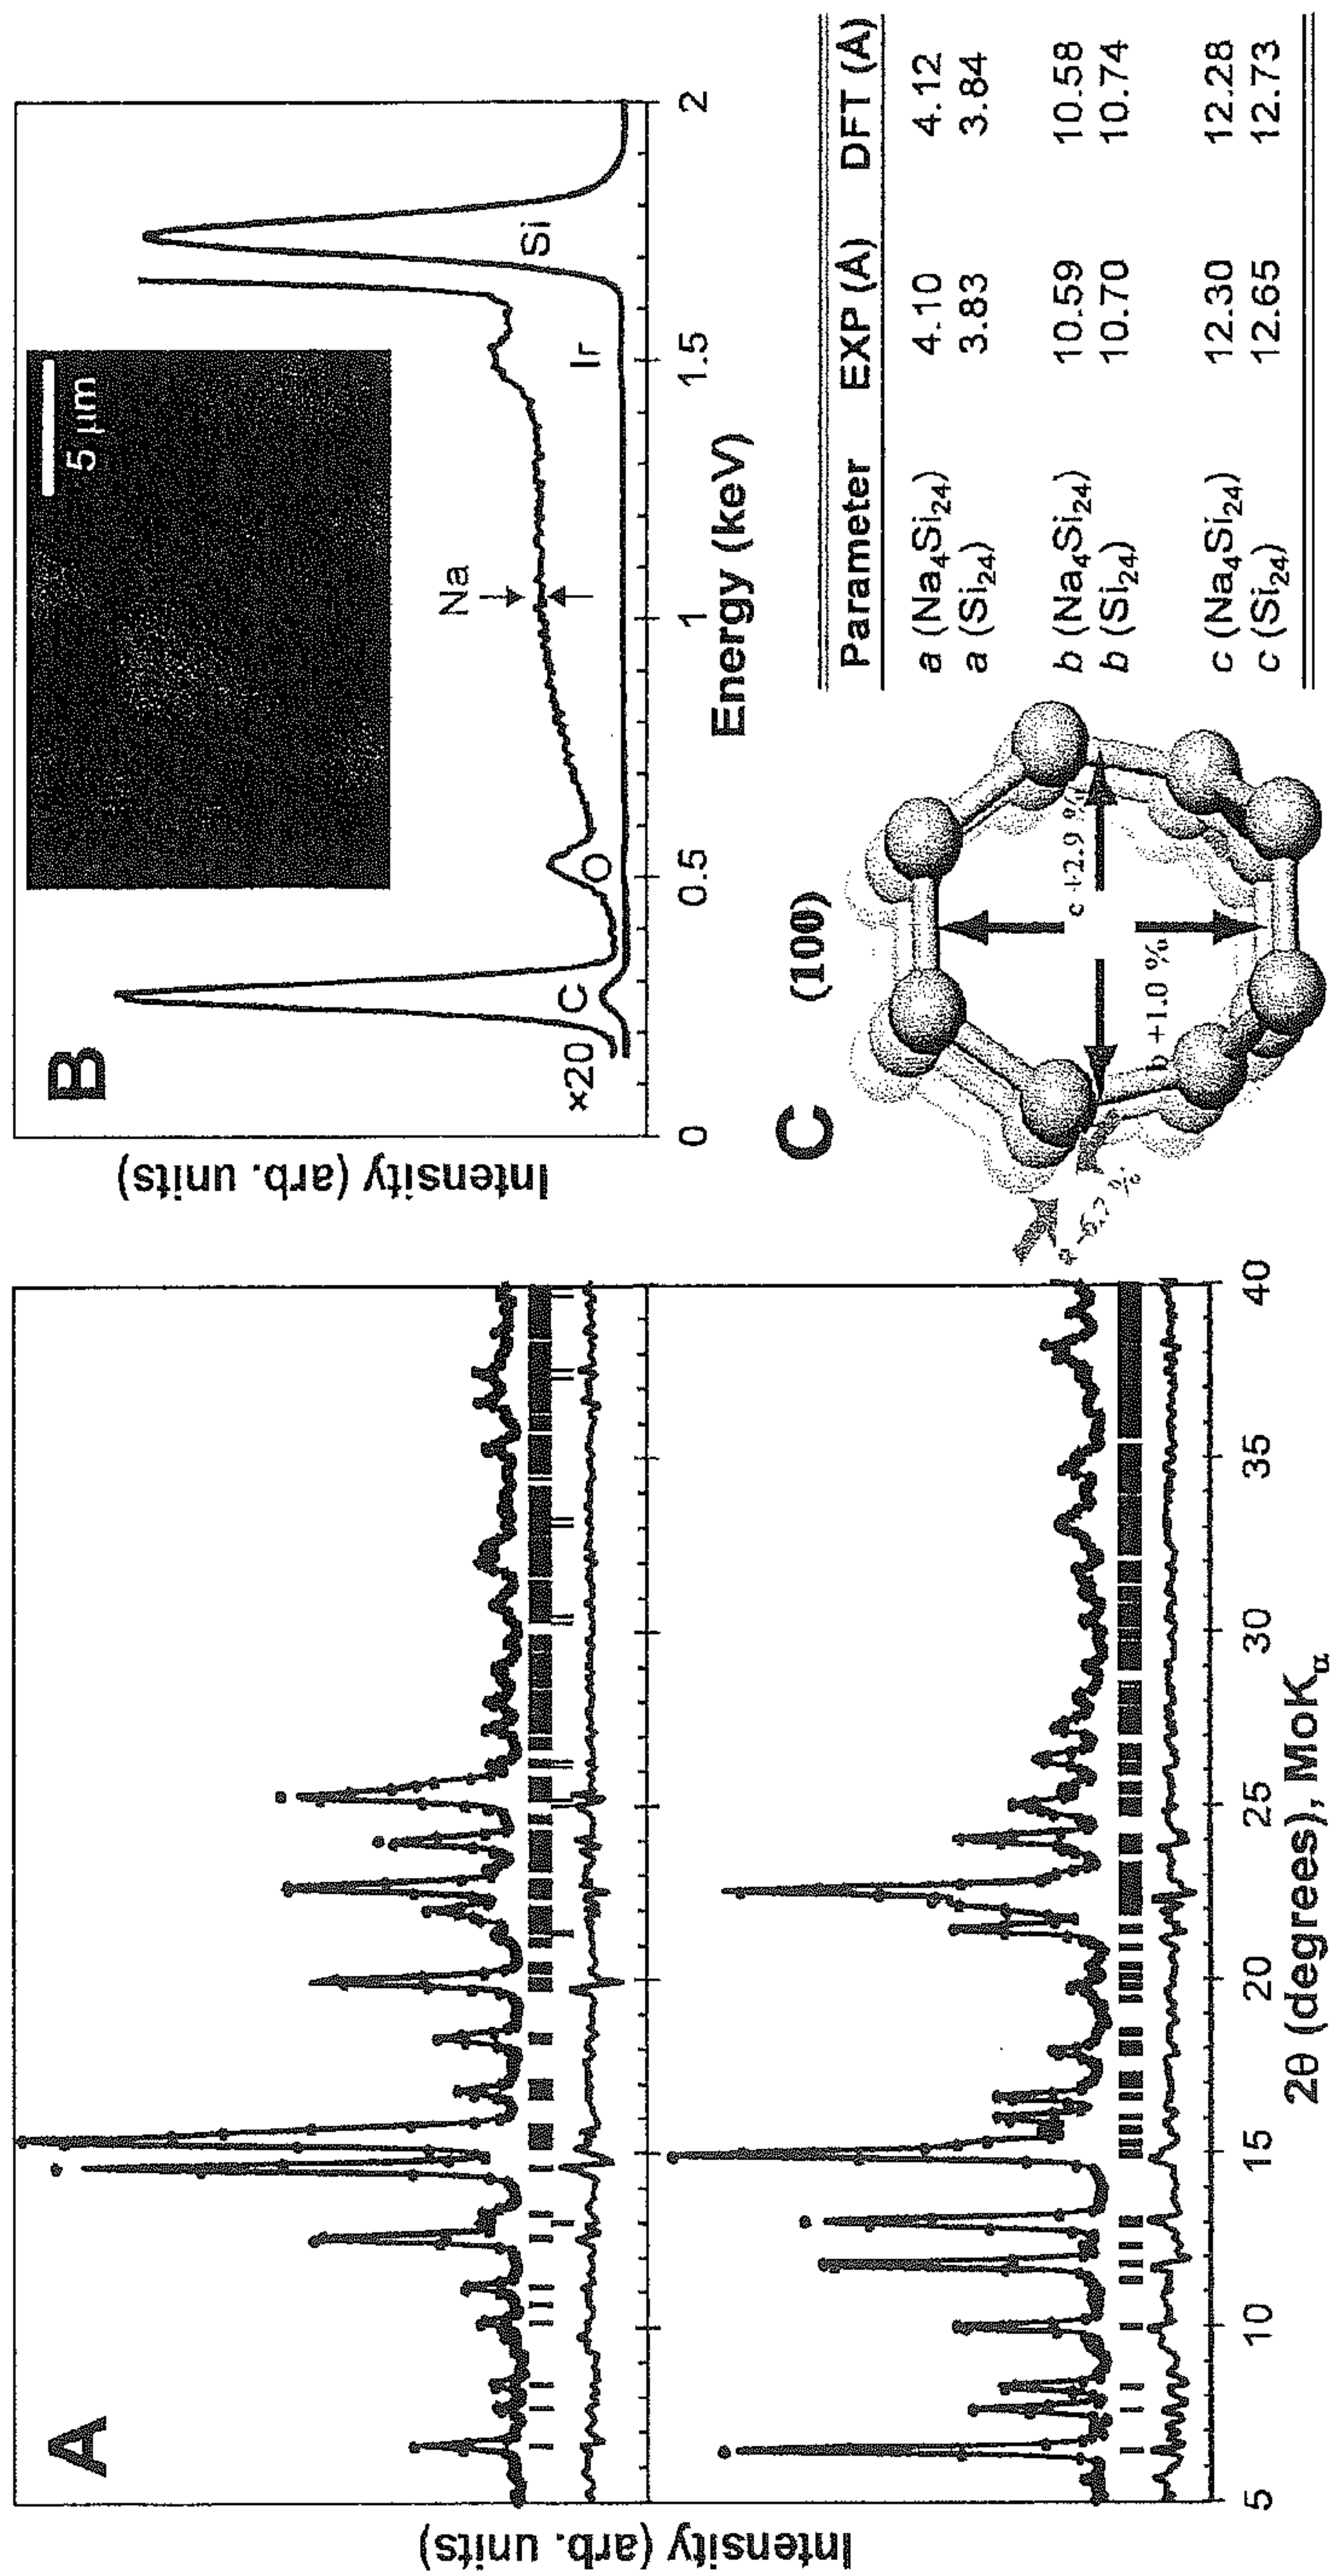 A
Intensity (arb. units)
5
10
15
20
25
30
35
40
2θ (degrees), MoKα
B
Intensity (arb. units)
5 μm
×20
C
O
Na
Ir
Si
0
0.5
1
1.5
2
Energy (keV)
C
(100)
c +2.9 %
b +1.0 %
Parameter EXP (Å) DFT (Å)
a (Na4Si24) 4.10 4.12
a (Si24) 3.83 3.84
b (Na4Si24) 10.59 10.58
b (Si24) 10.70 10.74
c (Na4Si24) 12.30 12.28
c (Si24) 12.65 12.73